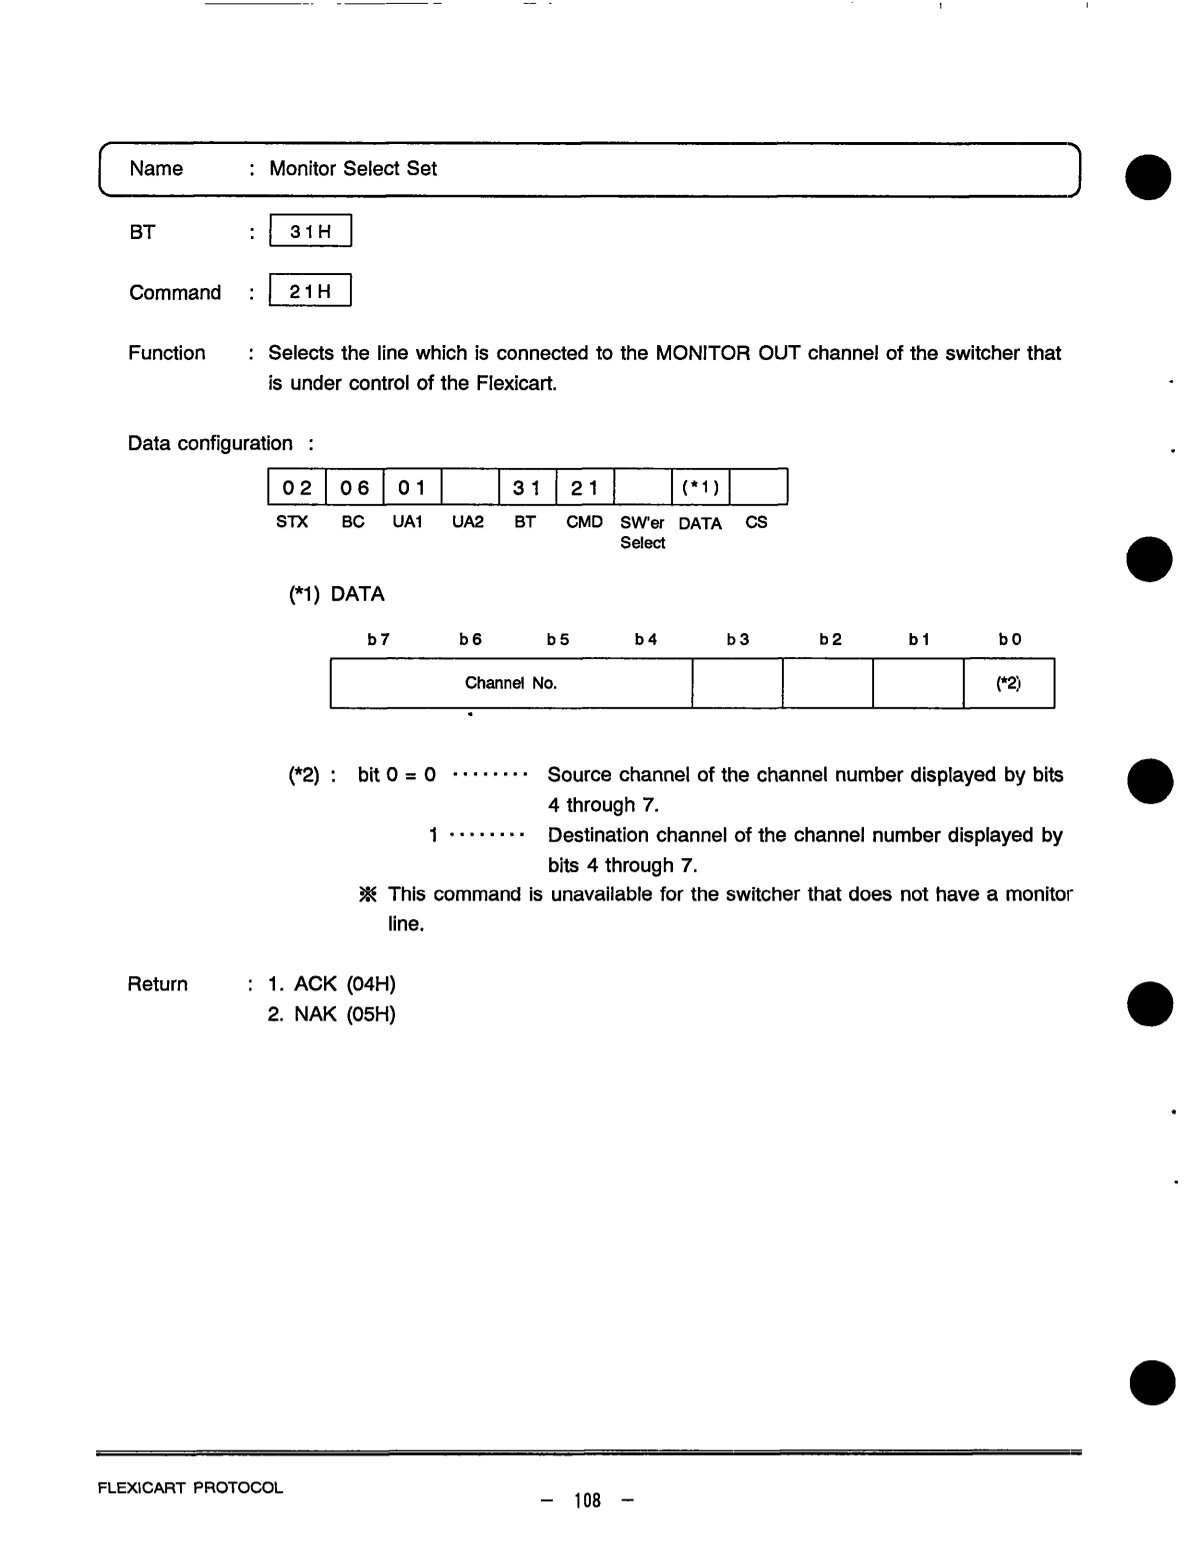 Name : Monitor Select Set
BT : 31H
Command : 21H
Function : Selects the line which is connected to the MONITOR OUT channel of the switcher that
is under control of the Flexicart.
Data configuration :
02 06 01 31 21 (*1)
STX BC UA1 UA2 BT CMD SW'er DATA CS
Select
(*1) DATA
b7 b6 b5 b4 b3 b2 b1 b0
Channel No. (*2)
(*2) : bit 0 = 0 ········ Source channel of the channel number displayed by bits
4 through 7.
1 ········ Destination channel of the channel number displayed by
bits 4 through 7.
※ This command is unavailable for the switcher that does not have a monitor
line.
Return : 1. ACK (04H)
2. NAK (05H)
FLEXICART PROTOCOL
− 108 −